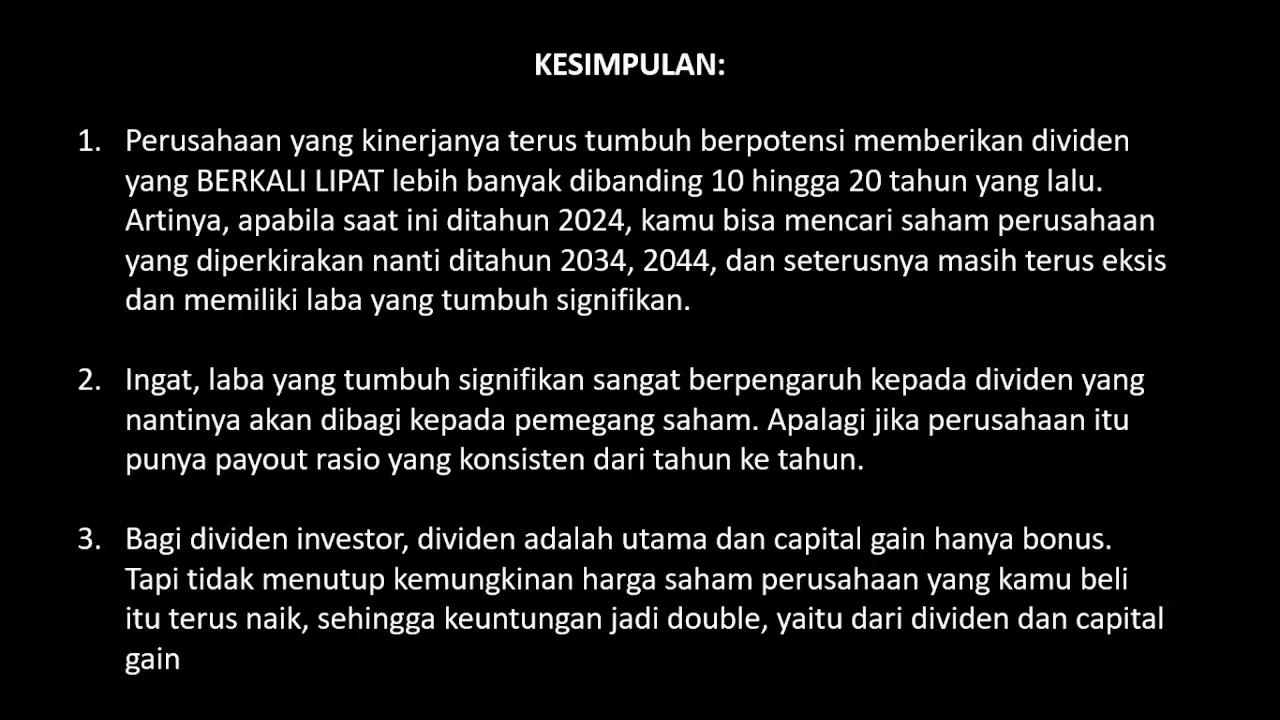 KESIMPULAN:
1. Perusahaan yang kinerjanya terus tumbuh berpotensi memberikan dividen
yang BERKALI LIPAT lebih banyak dibanding 10 hingga 20 tahun yang lalu.
Artinya, apabila saat ini ditahun 2024, kamu bisa mencari saham perusahaan
yang diperkirakan nanti ditahun 2034, 2044, dan seterusnya masih terus eksis
dan memiliki laba yang tumbuh signifikan.
2. Ingat, laba yang tumbuh signifikan sangat berpengaruh kepada dividen yang
nantinya akan dibagi kepada pemegang saham. Apalagi jika perusahaan itu
punya payout rasio yang konsisten dari tahun ke tahun.
3. Bagi dividen investor, dividen adalah utama dan capital gain hanya bonus.
Tapi tidak menutup kemungkinan harga saham perusahaan yang kamu beli
itu terus naik, sehingga keuntungan jadi double, yaitu dari dividen dan capital
gain